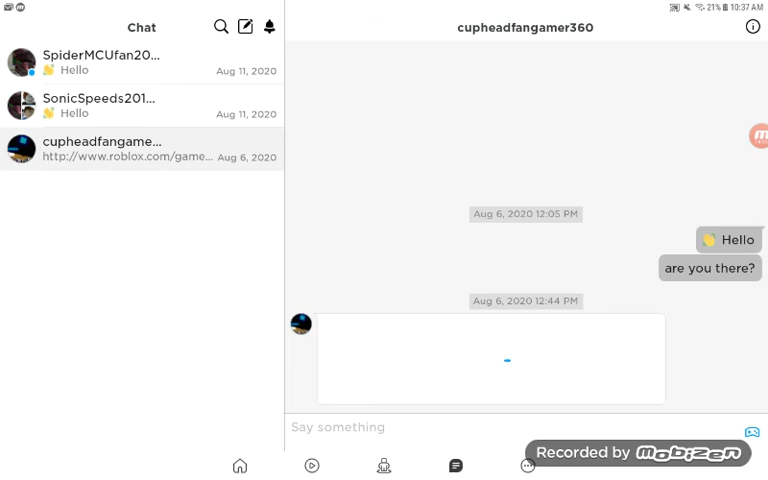 21% 10:37 AM
Chat
SpiderMCUfan20...
👋 Hello
Aug 11, 2020
SonicSpeeds201...
👋 Hello
Aug 11, 2020
cupheadfangame...
http://www.roblox.com/game...
Aug 6, 2020
cupheadfangamer360
Aug 6, 2020 12:05 PM
👋 Hello
are you there?
Aug 6, 2020 12:44 PM
Say something
Recorded by mobizen